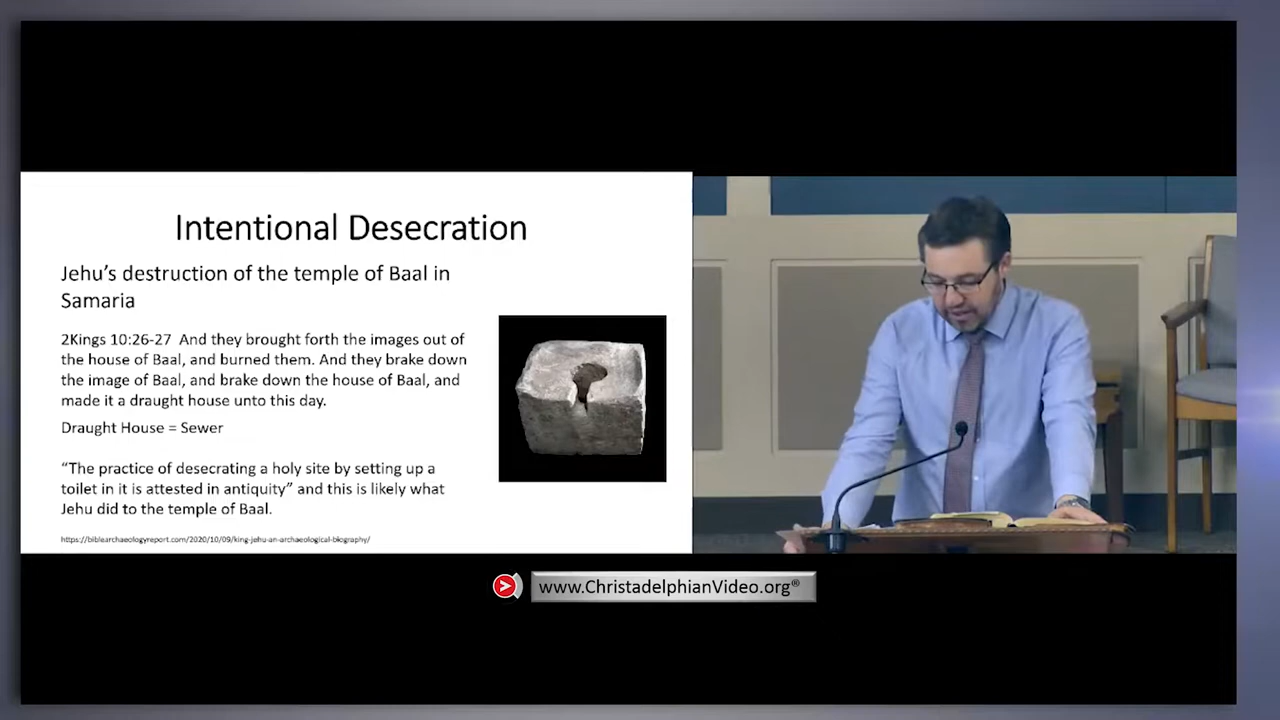 Intentional Desecration
Jehu’s destruction of the temple of Baal in
Samaria
2Kings 10:26-27 And they brought forth the images out of
the house of Baal, and burned them. And they brake down
the image of Baal, and brake down the house of Baal, and
made it a draught house unto this day.
Draught House = Sewer
“The practice of desecrating a holy site by setting up a
toilet in it is attested in antiquity” and this is likely what
Jehu did to the temple of Baal.
https://biblearchaeologyreport.com/2020/10/09/king-jehu-an-archaeological-biography/
www.ChristadelphianVideo.org®